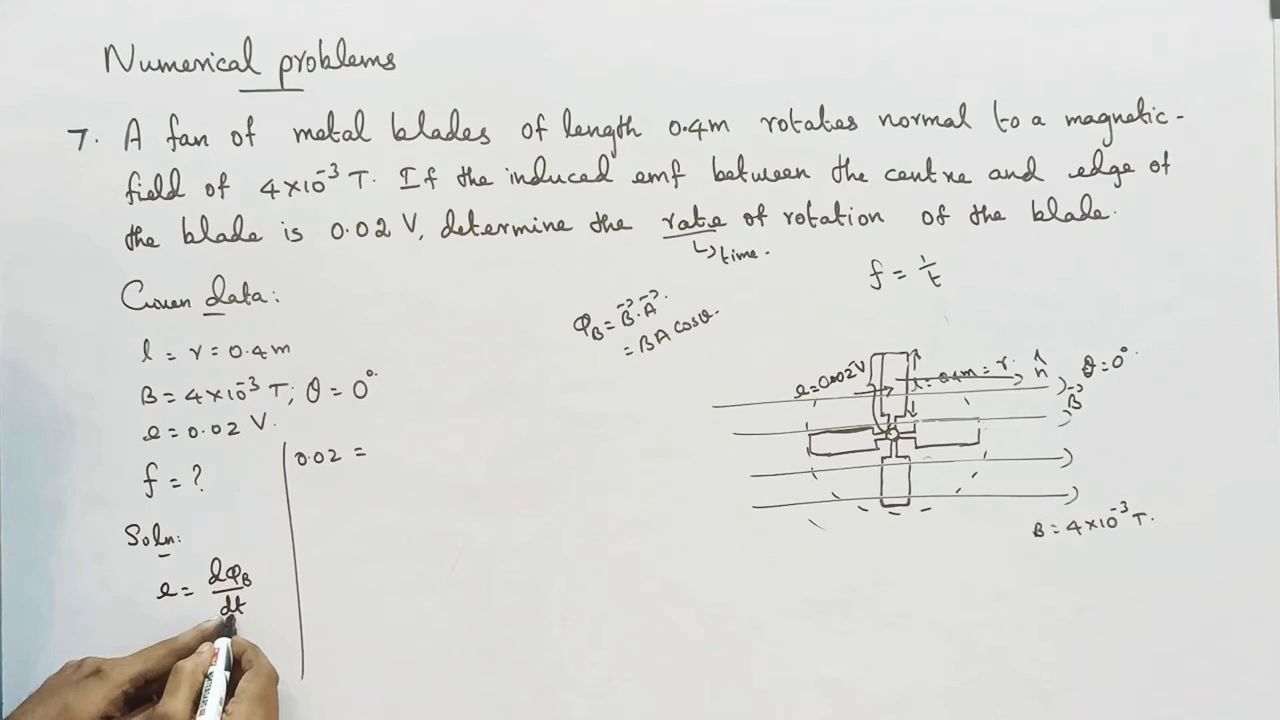 Numerical problems
7. A fan of metal blades of length 0.4m rotates normal to a magnetic-
field of 4×10⁻³ T. If the induced emf between the centre and edge of
the blade is 0.02 V, determine the rate of rotation of the blade.
↳ time.
f = 1/t
Given data:
l = r = 0.4m
B = 4×10⁻³ T; θ = 0°
e = 0.02 V.
f = ?
Soln:
e = dΦ_B/dt
0.02 =
Φ_B = B⃗·A⃗
= BA cosθ.
e=0.02V
l = 0.4m = r.
n̂
θ = 0°.
B⃗
B = 4×10⁻³ T.